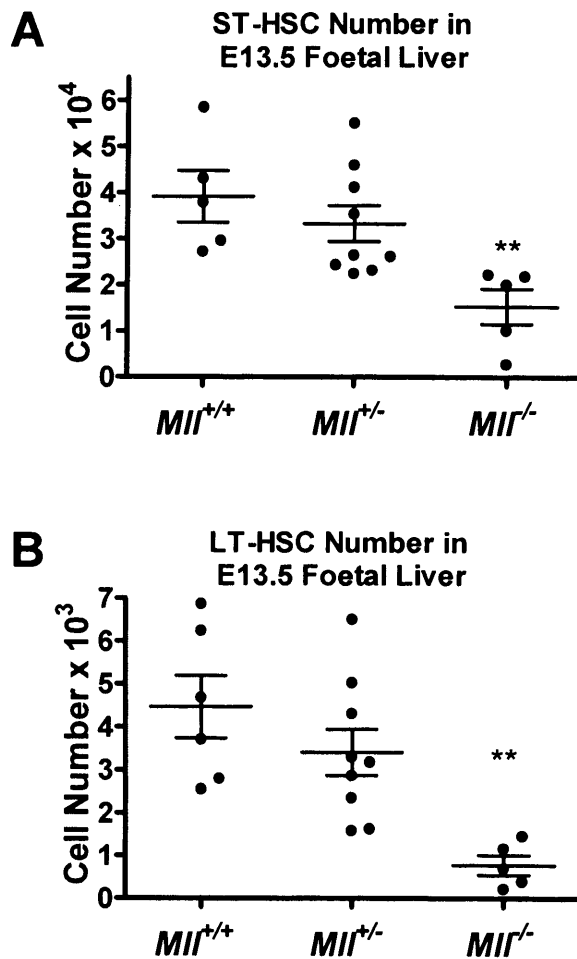 A
ST-HSC Number in
E13.5 Foetal Liver
Cell Number x 10⁴
6
5
4
3
2
1
0
**
Mll+/+ Mll+/- Mll-/-
B
LT-HSC Number in
E13.5 Foetal Liver
Cell Number x 10³
7
6
5
4
3
2
1
0
**
Mll+/+ Mll+/- Mll-/-